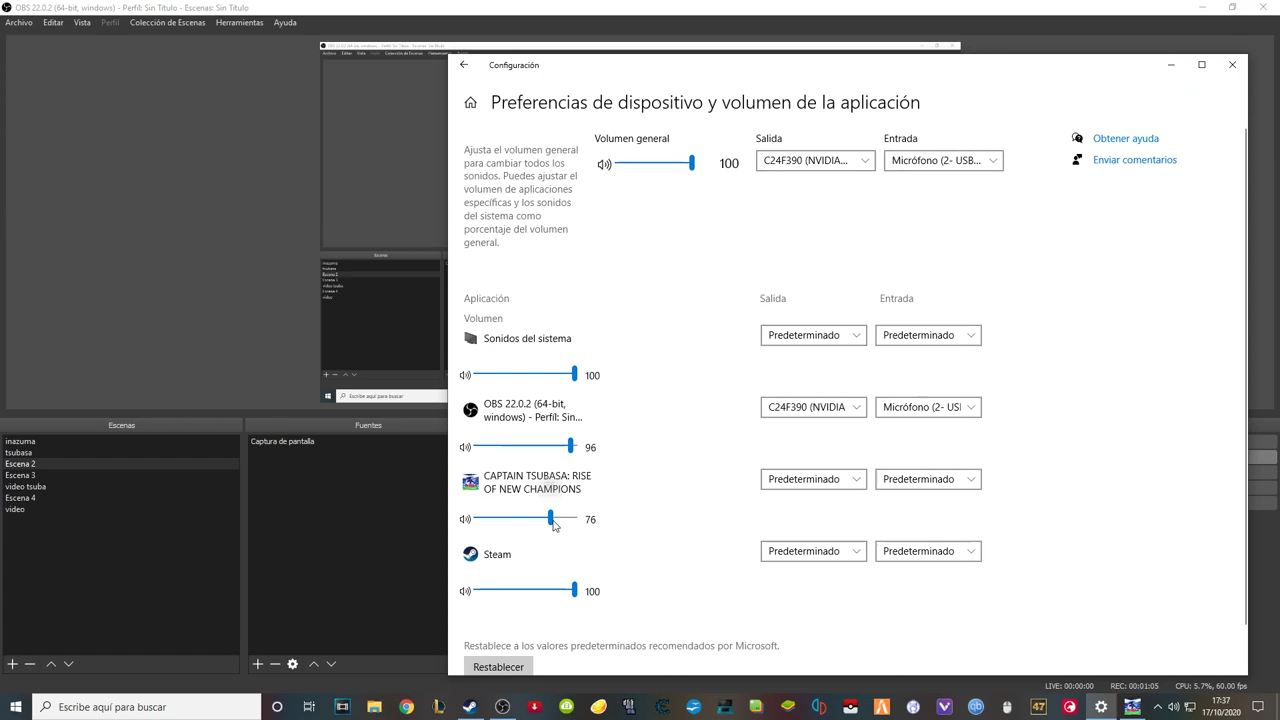 OBS 22.0.2 (64-bit, windows) - Perfil: Sin Título - Escenas: Sin Título
Archivo Editar Vista Perfil Colección de Escenas Herramientas Ayuda
Configuración
Preferencias de dispositivo y volumen de la aplicación
Ajusta el volumen general
para cambiar todos los
sonidos. Puedes ajustar el
volumen de aplicaciones
específicas y los sonidos
del sistema como
porcentaje del volumen
general.
Volumen general
100
Salida
C24F390 (NVIDIA...
Entrada
Micrófono (2- USB...
Obtener ayuda
Enviar comentarios
Aplicación
Volumen
Salida Entrada
Sonidos del sistema
Predeterminado Predeterminado
100
OBS 22.0.2 (64-bit,
windows) - Perfil: Sin...
C24F390 (NVIDIA Micrófono (2- USI
96
CAPTAIN TSUBASA: RISE
OF NEW CHAMPIONS
Predeterminado Predeterminado
76
Steam
Predeterminado Predeterminado
100
Restablece a los valores predeterminados recomendados por Microsoft.
Restablecer
Escenas
inazuma
tsubasa
Escena 2
Escena 3
video tsuba
Escena 4
video
Fuentes
Captura de pantalla
Escenas
Escribe aquí para buscar
LIVE: 00:00:00 REC: 00:01:05 CPU: 5.7%, 60.00 fps
Escribe aquí para buscar
47
17:37
17/10/2020